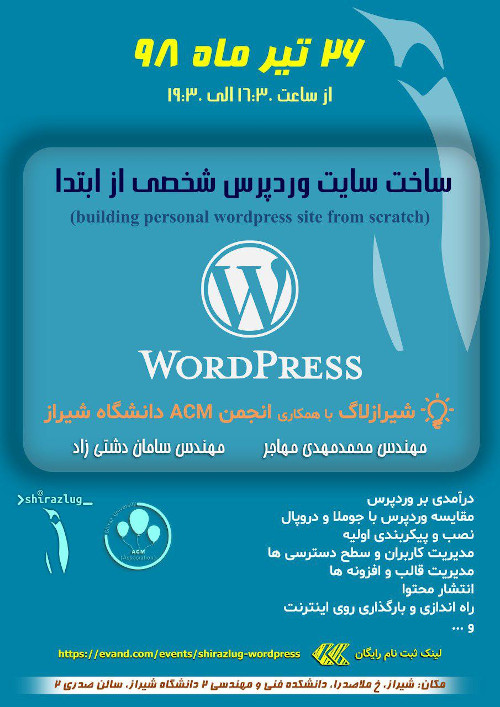 ۲۶ تیر ماه ۹۸
از ساعت ۱۶:۳۰ الی ۱۹:۳۰
ساخت سایت وردپرس شخصی از ابتدا
(building personal wordpress site from scratch)
WORDPRESS
شیرازلاگ با همکاری انجمن ACM دانشگاه شیراز
مهندس محمدمهدی مهاجر مهندس سامان دشتی زاد
درآمدی بر وردپرس
مقایسه وردپرس با جوملا و دروپال
نصب و پیکربندی اولیه
مدیریت کاربران و سطح دسترسی ها
مدیریت قالب و افزونه ها
انتشار محتوا
راه اندازی و بارگذاری روی اینترنت
و ...
>shirazlug_
ACM
لینک ثبت نام رایگان
https://evand.com/events/shirazlug-wordpress
مکان: شیراز، خ ملاصدرا، دانشکده فنی و مهندسی ۲ دانشگاه شیراز، سالن صدری ۲